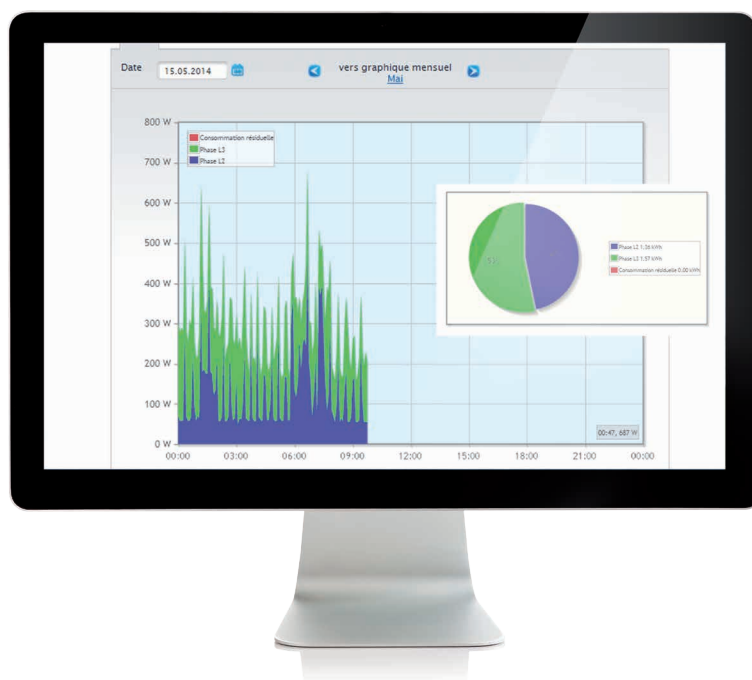 Date
15.05.2014
vers graphique mensuel
Mai
800 W
700 W
600 W
500 W
400 W
300 W
200 W
100 W
0 W
Consommation résiduelle
Phase L3
Phase L2
00:00
03:00
06:00
09:00
12:00
15:00
18:00
21:00
00:00
00:47, 687 W
Phase L2 1.36 kWh
Phase L3 1.57 kWh
Consommation résiduelle 0.00 kWh